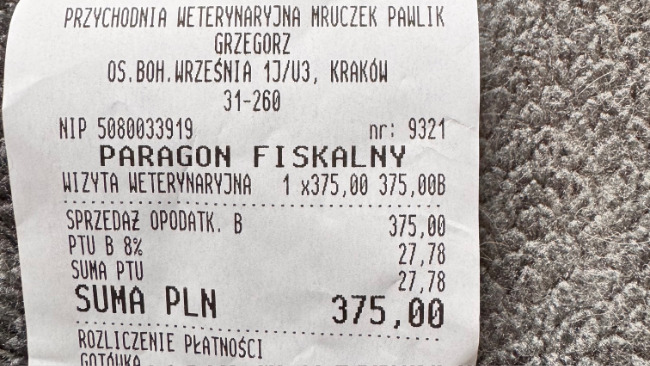 PRZYCHODNIA WETERYNARYJNA MRUCZEK PAWLIK
GRZEGORZ
OS.BOH.WRZEŚNIA 1J/U3, KRAKÓW
31-260
NIP 5080033919 nr: 9321
PARAGON FISKALNY
WIZYTA WETERYNARYJNA 1 x375,00 375,00B
SPRZEDAŻ OPODATK. B 375,00
PTU B 8% 27,78
SUMA PTU 27,78
SUMA PLN 375,00
ROZLICZENIE PŁATNOŚCI
GOTÓWKA